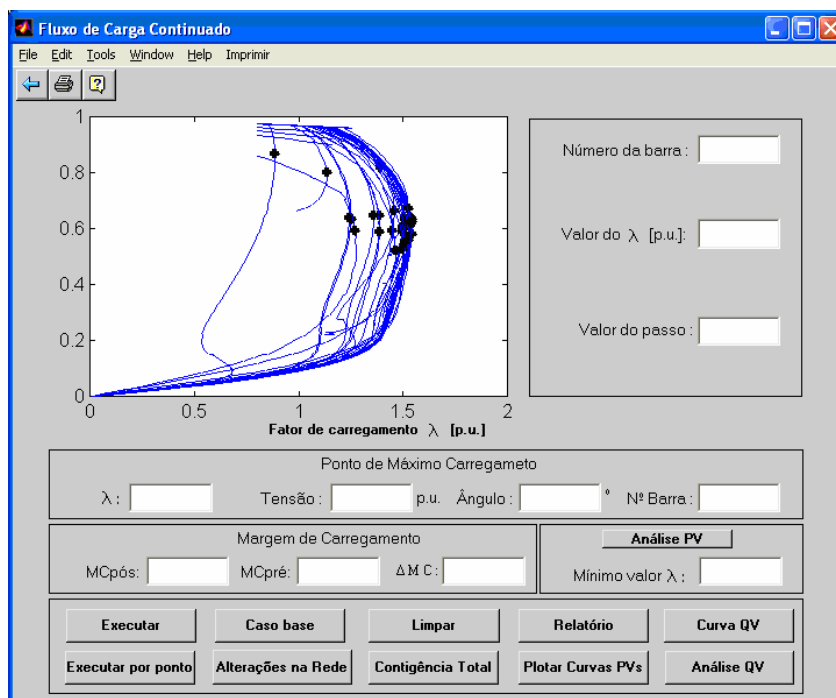 Fluxo de Carga Continuado
File Edit Tools Window Help Imprimir
1
0.8
0.6
0.4
0.2
0
0 0.5 1 1.5 2
Fator de carregamento λ [p.u.]
Número da barra :
Valor do λ [p.u.]:
Valor do passo :
Ponto de Máximo Carregameto
λ : Tensão : p.u. Ângulo : º Nº Barra :
Margem de Carregamento
MCpós: MCpré: ΔMC:
Análise PV
Mínimo valor λ :
Executar Caso base Limpar Relatório Curva QV
Executar por ponto Alterações na Rede Contigência Total Plotar Curvas PVs Análise QV